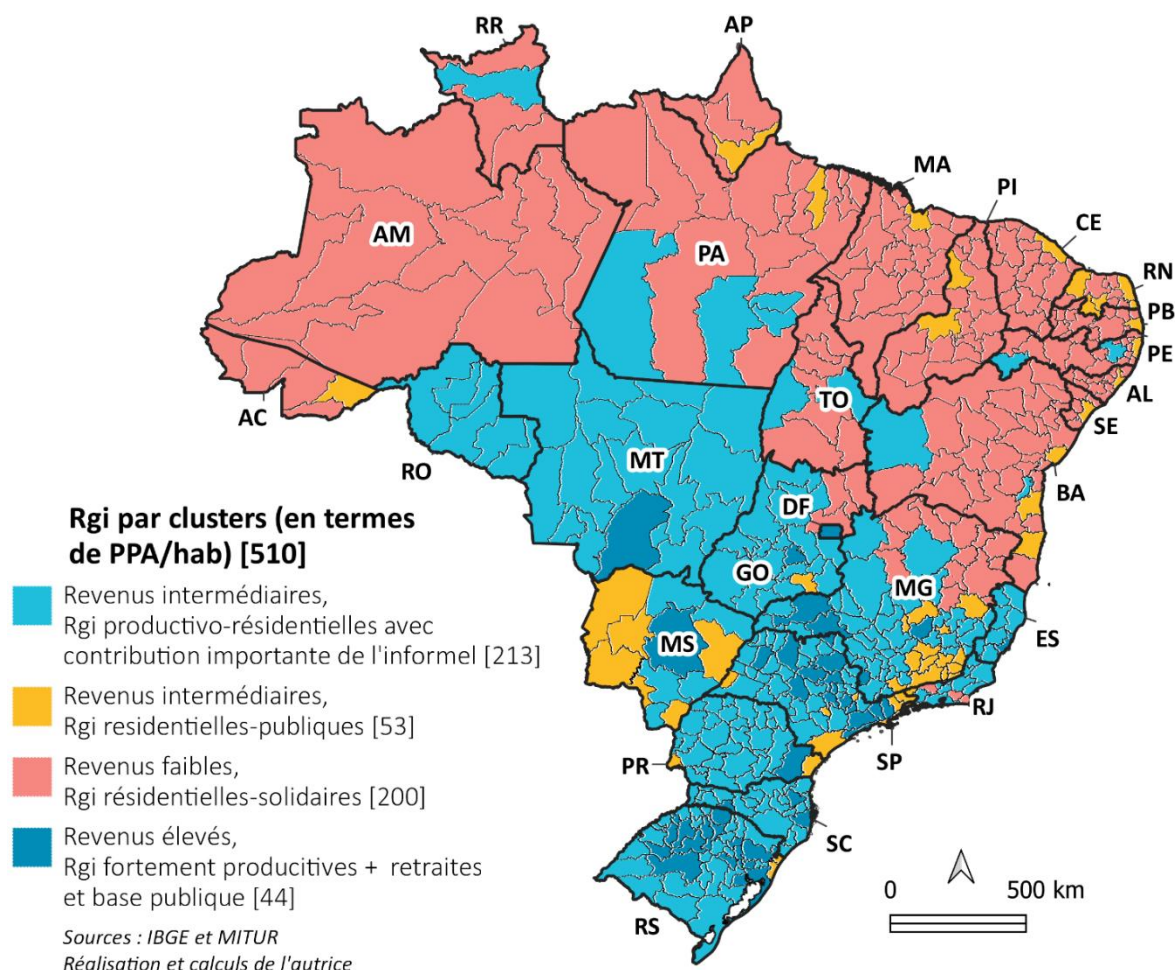 RR
AP
MA
PI
CE
RN
PB
PE
AL
SE
BA
AM
PA
TO
AC
RO
MT
DF
GO
MG
ES
MS
RJ
SP
PR
SC
RS
Rgi par clusters (en termes
de PPA/hab) [510]
Revenus intermédiaires,
Rgi productivo-résidentielles avec
contribution importante de l'informel [213]
Revenus intermédiaires,
Rgi residentielles-publiques [53]
Revenus faibles,
Rgi résidentielles-solidaires [200]
Revenus élevés,
Rgi fortement producitives + retraites
et base publique [44]
Sources : IBGE et MITUR
Réalisation et calculs de l'autrice
0 500 km